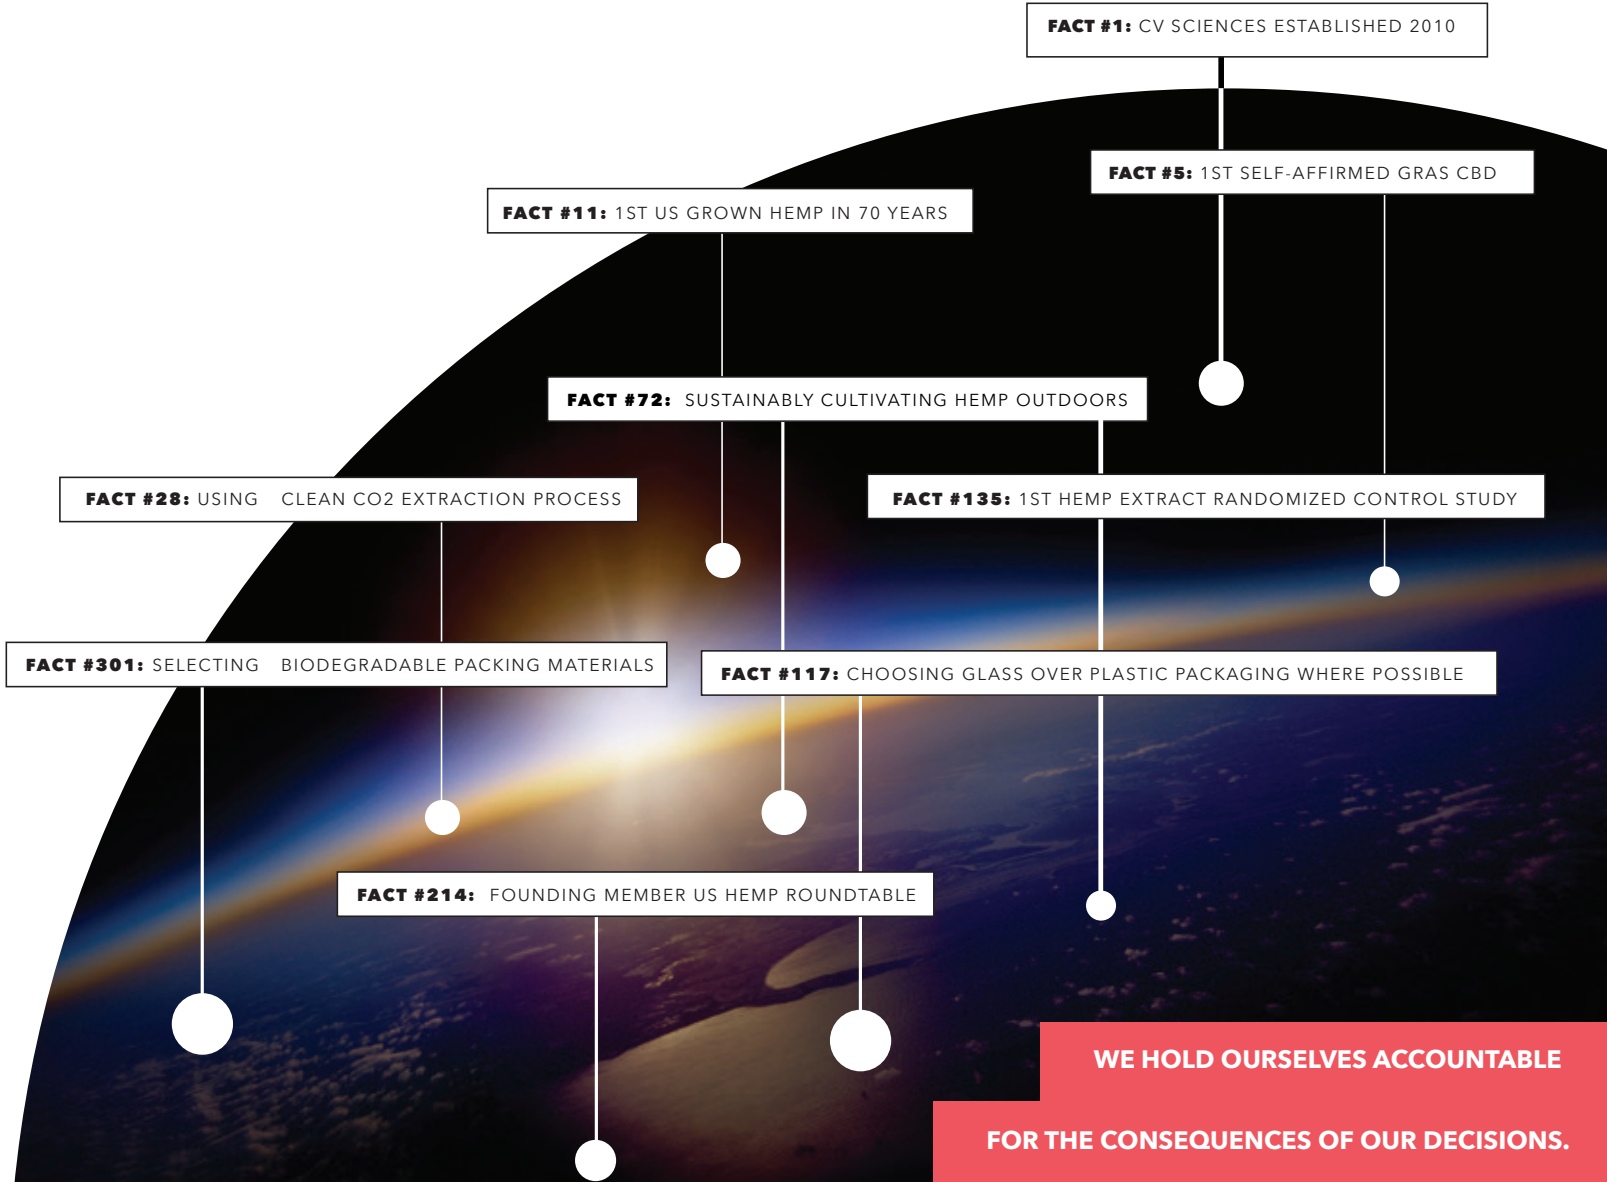 FACT #1: CV SCIENCES ESTABLISHED 2010
FACT #5: 1ST SELF-AFFIRMED GRAS CBD
FACT #11: 1ST US GROWN HEMP IN 70 YEARS
FACT #72: SUSTAINABLY CULTIVATING HEMP OUTDOORS
FACT #28: USING CLEAN CO2 EXTRACTION PROCESS
FACT #135: 1ST HEMP EXTRACT RANDOMIZED CONTROL STUDY
FACT #301: SELECTING BIODEGRADABLE PACKING MATERIALS
FACT #117: CHOOSING GLASS OVER PLASTIC PACKAGING WHERE POSSIBLE
FACT #214: FOUNDING MEMBER US HEMP ROUNDTABLE
WE HOLD OURSELVES ACCOUNTABLE
FOR THE CONSEQUENCES OF OUR DECISIONS.